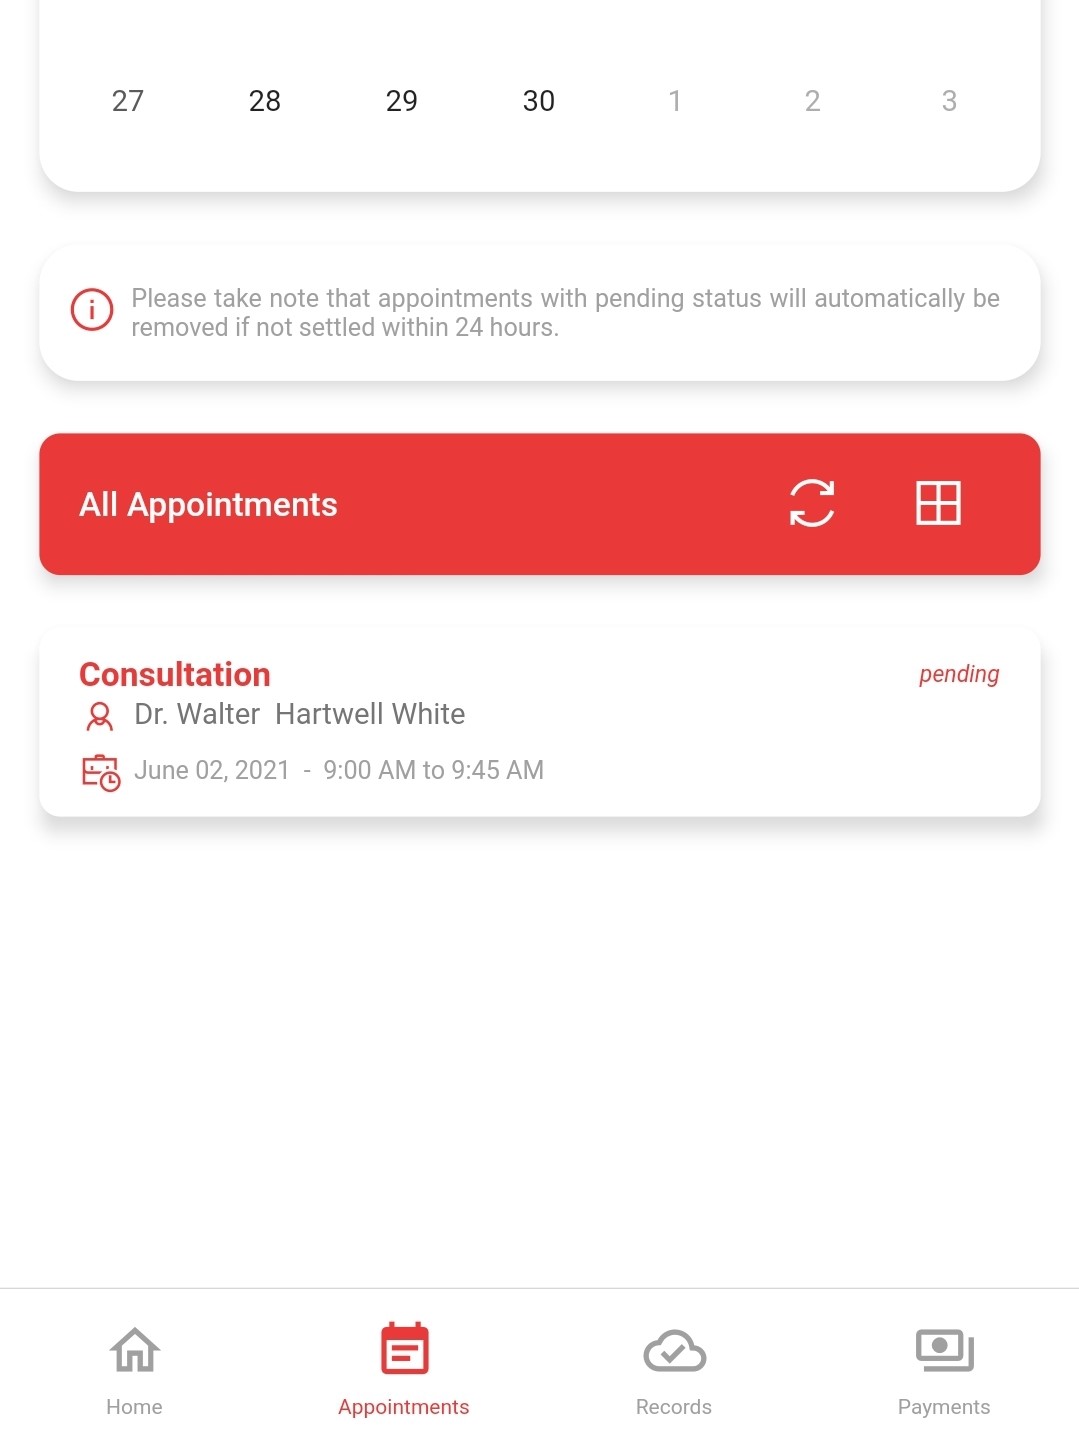 27 28 29 30 1 2 3
Please take note that appointments with pending status will automatically be
removed if not settled within 24 hours.
All Appointments
Consultation pending
Dr. Walter  Hartwell White
June 02, 2021  -  9:00 AM to 9:45 AM
Home Appointments Records Payments